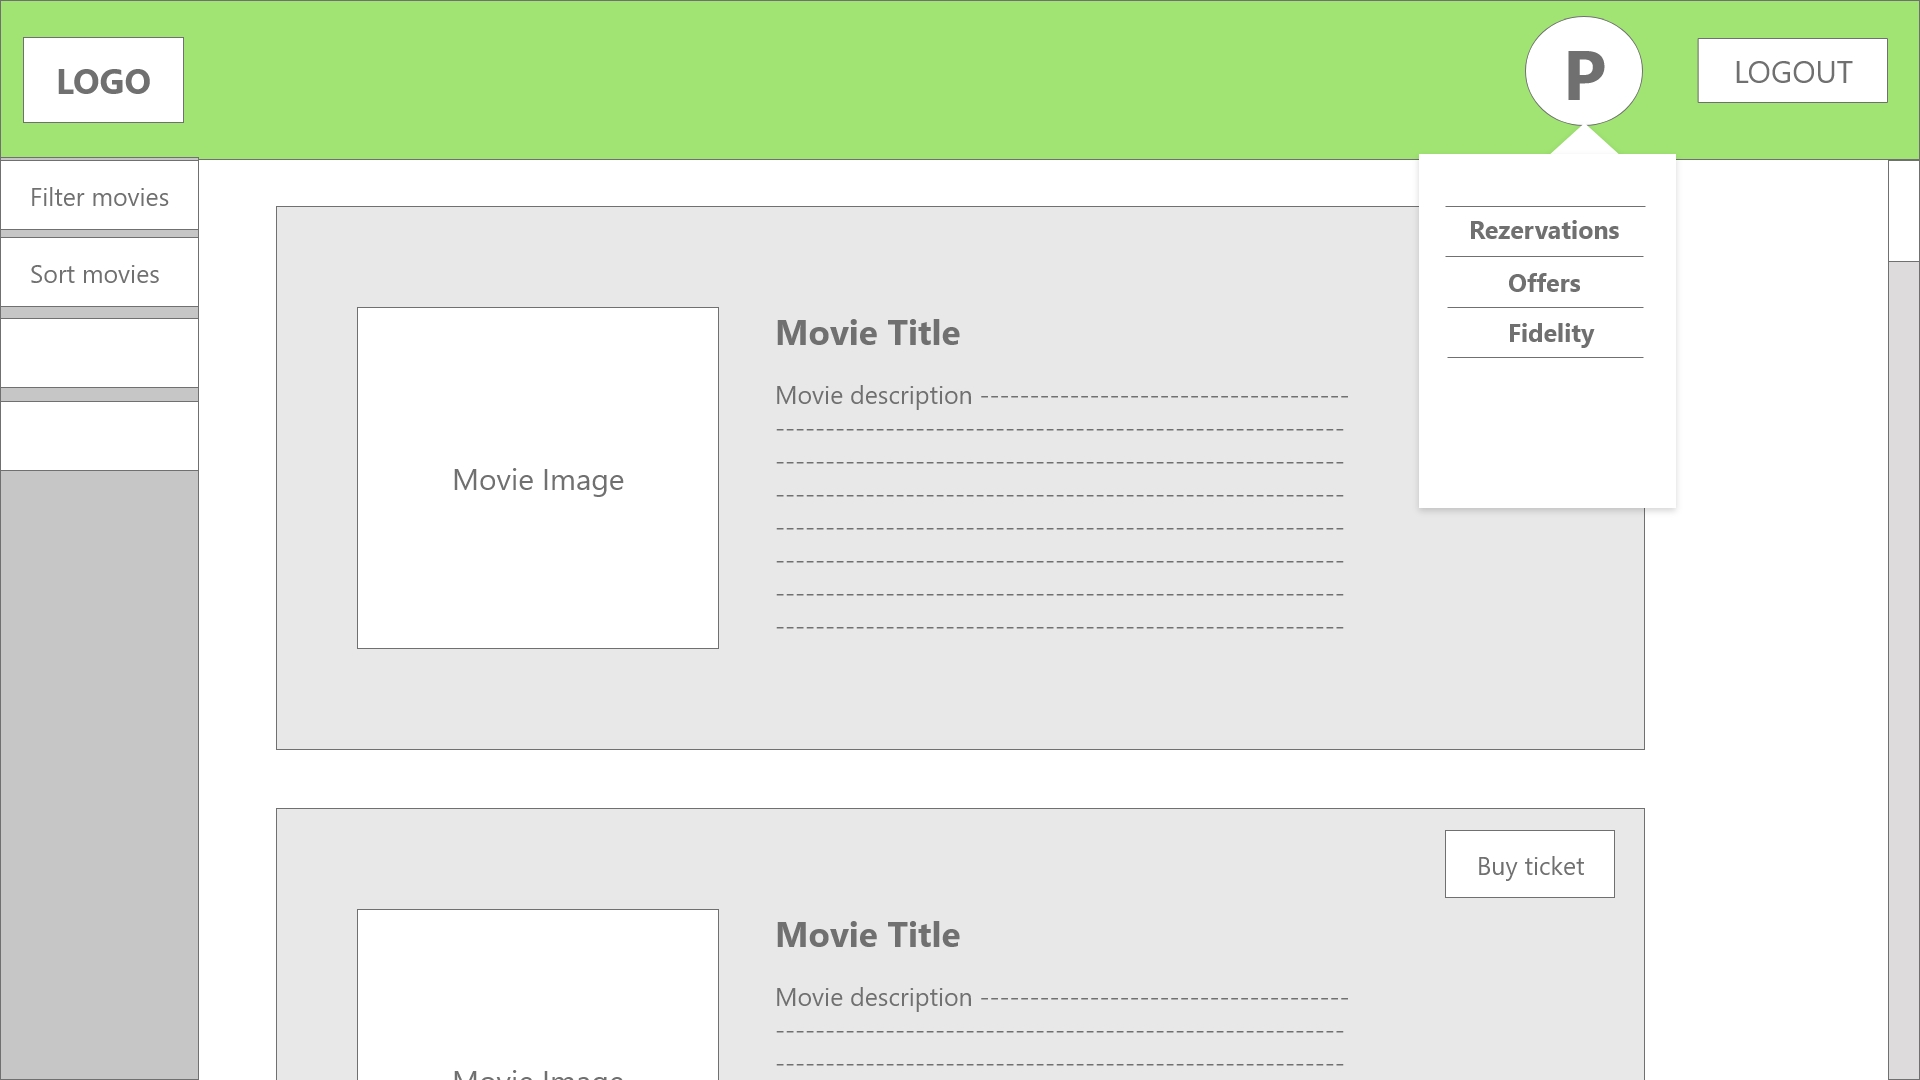 LOGO
P
LOGOUT
Filter movies
Sort movies
Rezervations
Offers
Fidelity
Movie Image
Movie Title
Movie description -------------------------------------
---------------------------------------------------------
---------------------------------------------------------
---------------------------------------------------------
---------------------------------------------------------
---------------------------------------------------------
---------------------------------------------------------
---------------------------------------------------------
Buy ticket
Movie Image
Movie Title
Movie description -------------------------------------
---------------------------------------------------------
---------------------------------------------------------